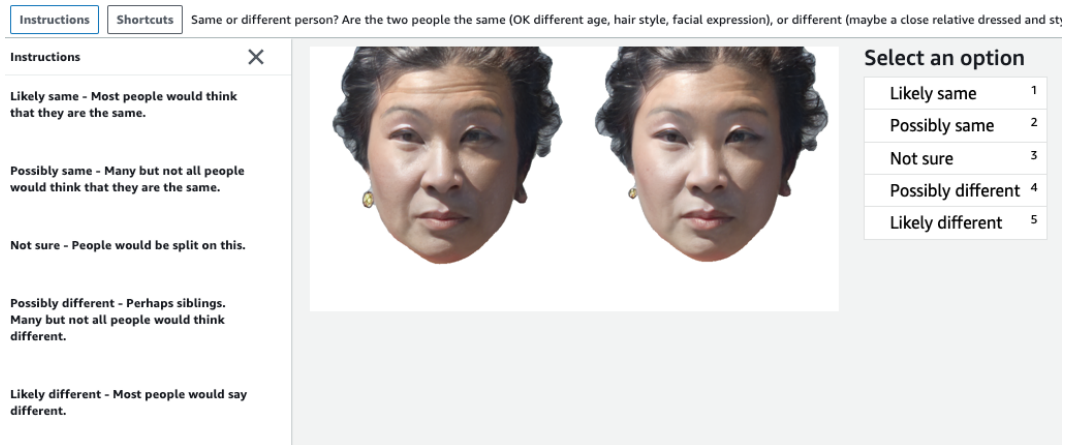 Instructions
Shortcuts
Same or different person? Are the two people the same (OK different age, hair style, facial expression), or different (maybe a close relative dressed and
Instructions
Likely same - Most people would think
that they are the same.
Possibly same - Many but not all people
would think that they are the same.
Not sure - People would be split on this.
Possibly different - Perhaps siblings.
Many but not all people would think
different.
Likely different - Most people would say
different.
Select an option
Likely same 1
Possibly same 2
Not sure 3
Possibly different 4
Likely different 5